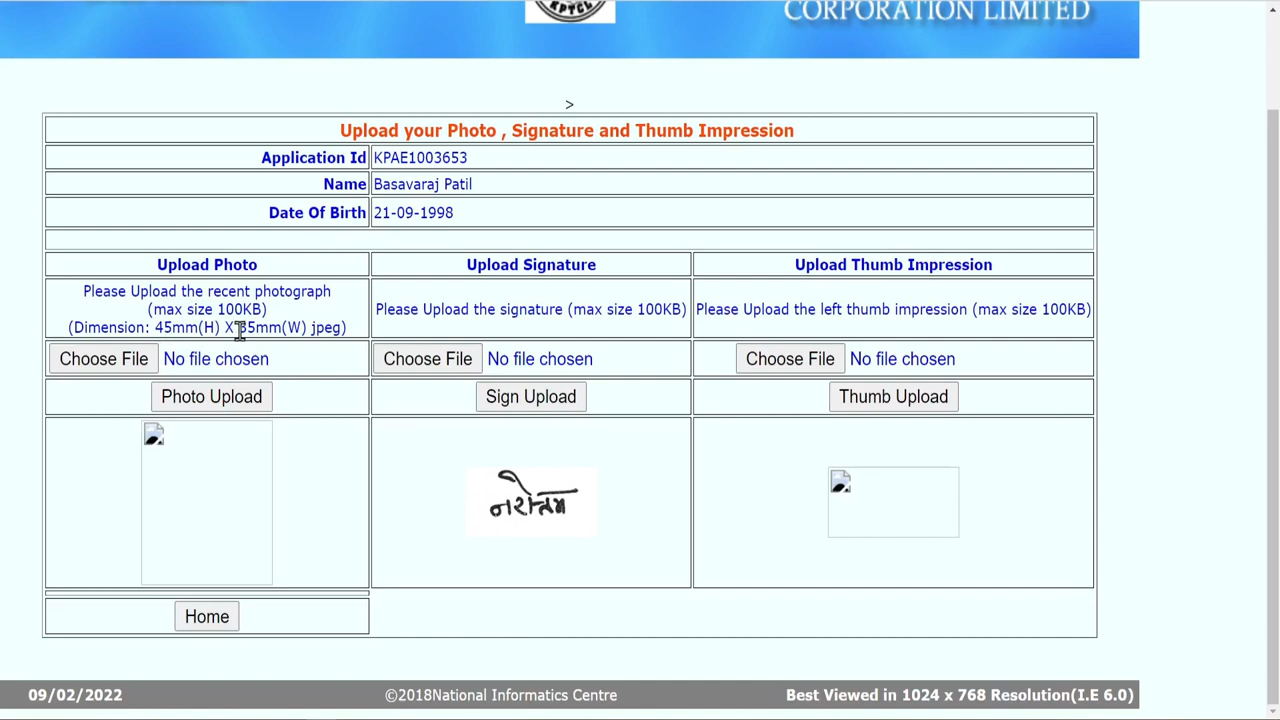 KPTCL
CORPORATION LIMITED
>
Upload your Photo , Signature and Thumb Impression
Application Id KPAE1003653
Name Basavaraj Patil
Date Of Birth 21-09-1998
Upload Photo
Upload Signature
Upload Thumb Impression
Please Upload the recent photograph
(max size 100KB)
(Dimension: 45mm(H) X 35mm(W) jpeg)
Please Upload the signature (max size 100KB)
Please Upload the left thumb impression (max size 100KB)
Choose File No file chosen
Choose File No file chosen
Choose File No file chosen
Photo Upload
Sign Upload
Thumb Upload
नरोत्तम
Home
09/02/2022
©2018National Informatics Centre
Best Viewed in 1024 x 768 Resolution(I.E 6.0)